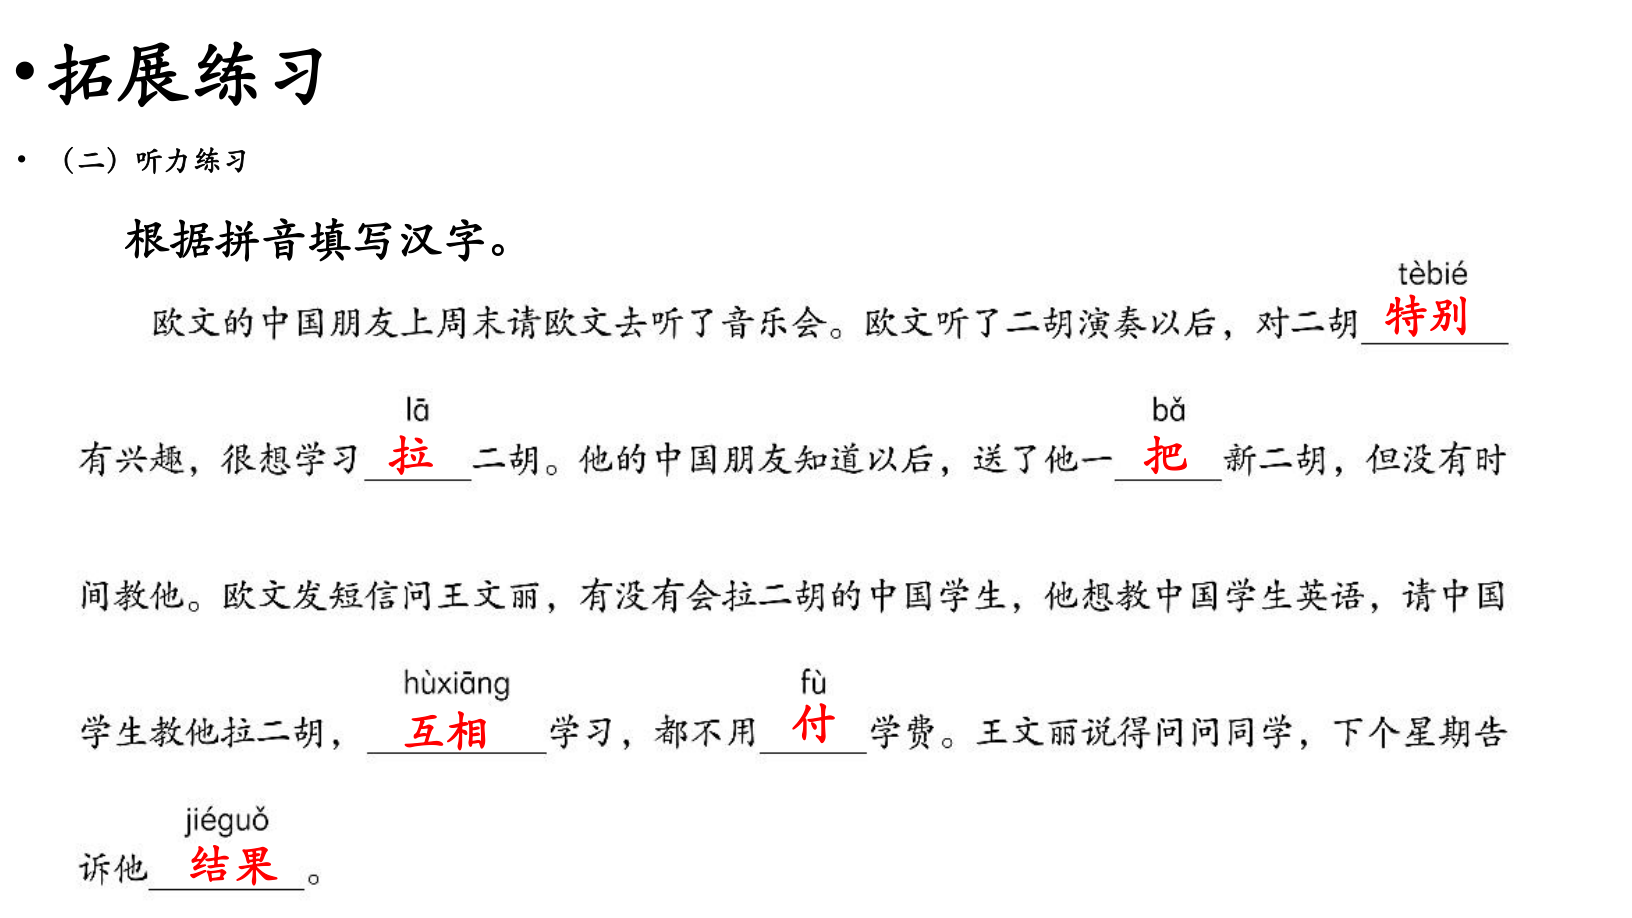 •拓展练习
•（二）听力练习
根据拼音填写汉字。
tèbié
欧文的中国朋友上周末请欧文去听了音乐会。欧文听了二胡演奏以后，对二胡特别
lā bǎ
有兴趣，很想学习拉二胡。他的中国朋友知道以后，送了他一把新二胡，但没有时
间教他。欧文发短信问王文丽，有没有会拉二胡的中国学生，他想教中国学生英语，请中国
hùxiāng fù
学生教他拉二胡，互相学习，都不用付学费。王文丽说得问问同学，下个星期告
jiéguǒ
诉他结果。